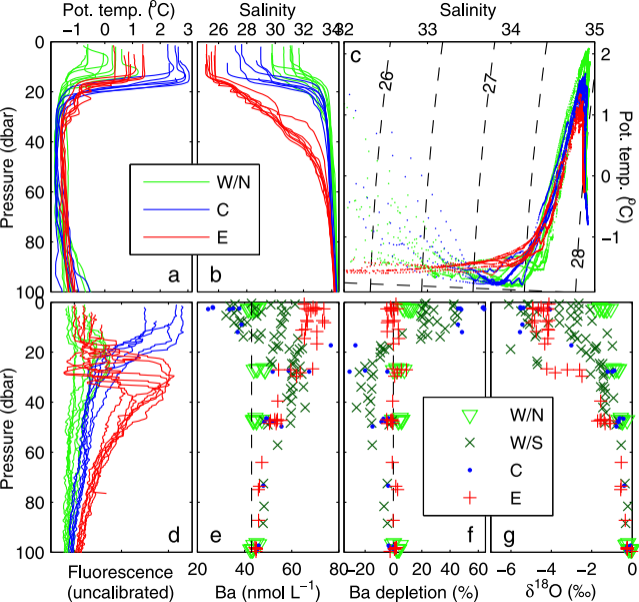 Pot. temp. (°C)
Salinity
Salinity
−1 0 1 2 3
26 28 30 32 34
32 33 34 35
0
20
40
60
80
100
Pressure (dbar)
W/N
C
E
a
b
c
26
27
28
2
1
0
−1
Pot. temp. (°C)
0
20
40
60
80
100
Pressure (dbar)
W/N
W/S
C
E
d
e
f
g
20 40 60 80
−20 0 20 40 60
−6 −4 −2 0
Fluorescence
(uncalibrated)
Ba (nmol L⁻¹)
Ba depletion (%)
δ¹⁸O (‰)